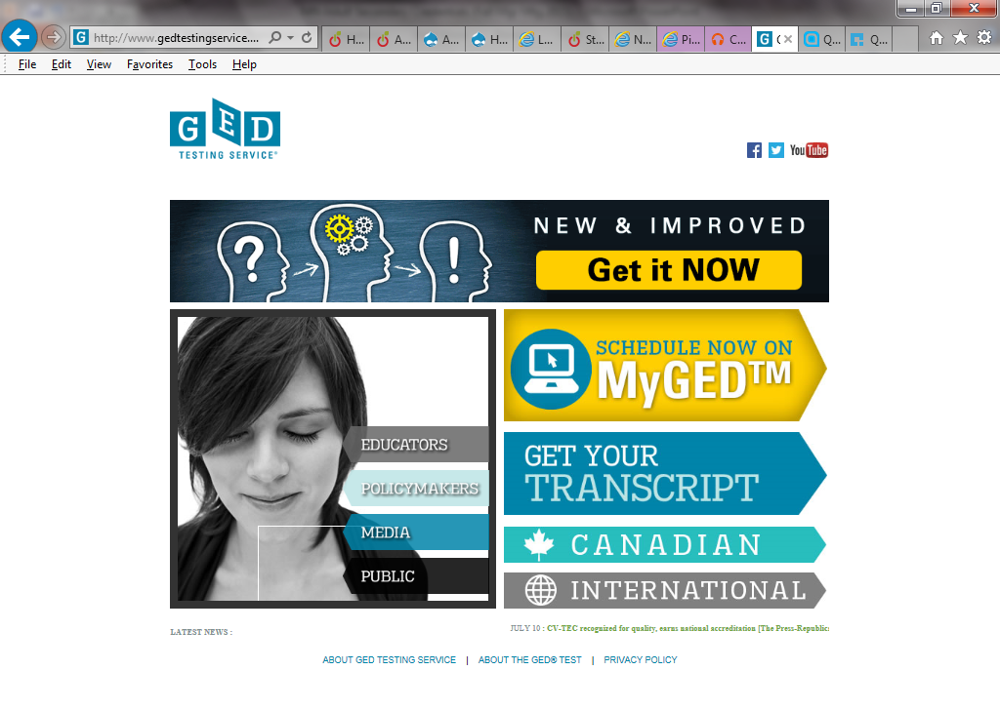 http://www.gedtestingservice....
H...
A...
A...
H...
L...
St...
N...
Pi...
C...
Q...
Q...
File Edit View Favorites Tools Help
GED
TESTING SERVICE®
You Tube
? !
NEW & IMPROVED
Get it NOW
SCHEDULE NOW ON
MyGED™
EDUCATORS
POLICYMAKERS
MEDIA
PUBLIC
GET YOUR
TRANSCRIPT
CANADIAN
INTERNATIONAL
LATEST NEWS :
JULY 10 : CV-TEC recognized for quality, earns national accreditation [The Press-Republic
ABOUT GED TESTING SERVICE | ABOUT THE GED® TEST | PRIVACY POLICY